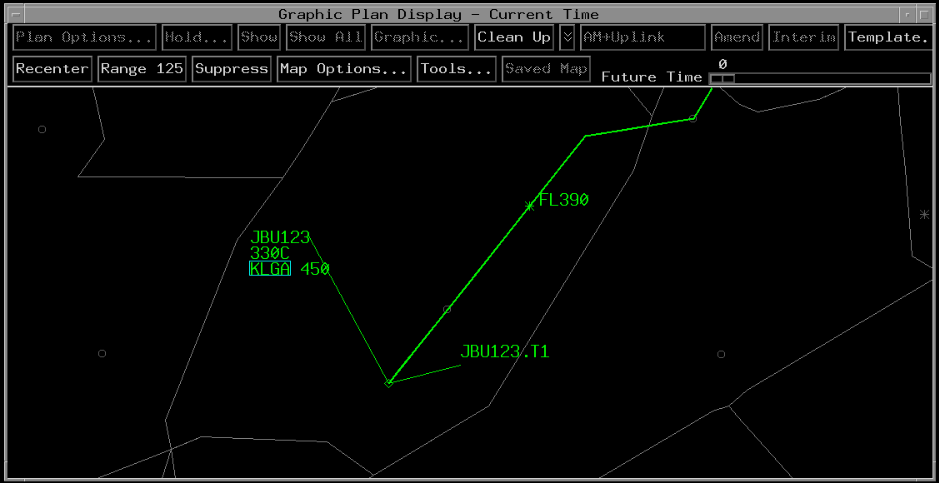 Graphic Plan Display - Current Time
Plan Options... Hold... Show Show All Graphic... Clean Up AM+Uplink Amend Interim Template.
Recenter Range 125 Suppress Map Options... Tools... Saved Map Future Time 0
FL390
JBU123
330C
KLGA 450
JBU123.T1